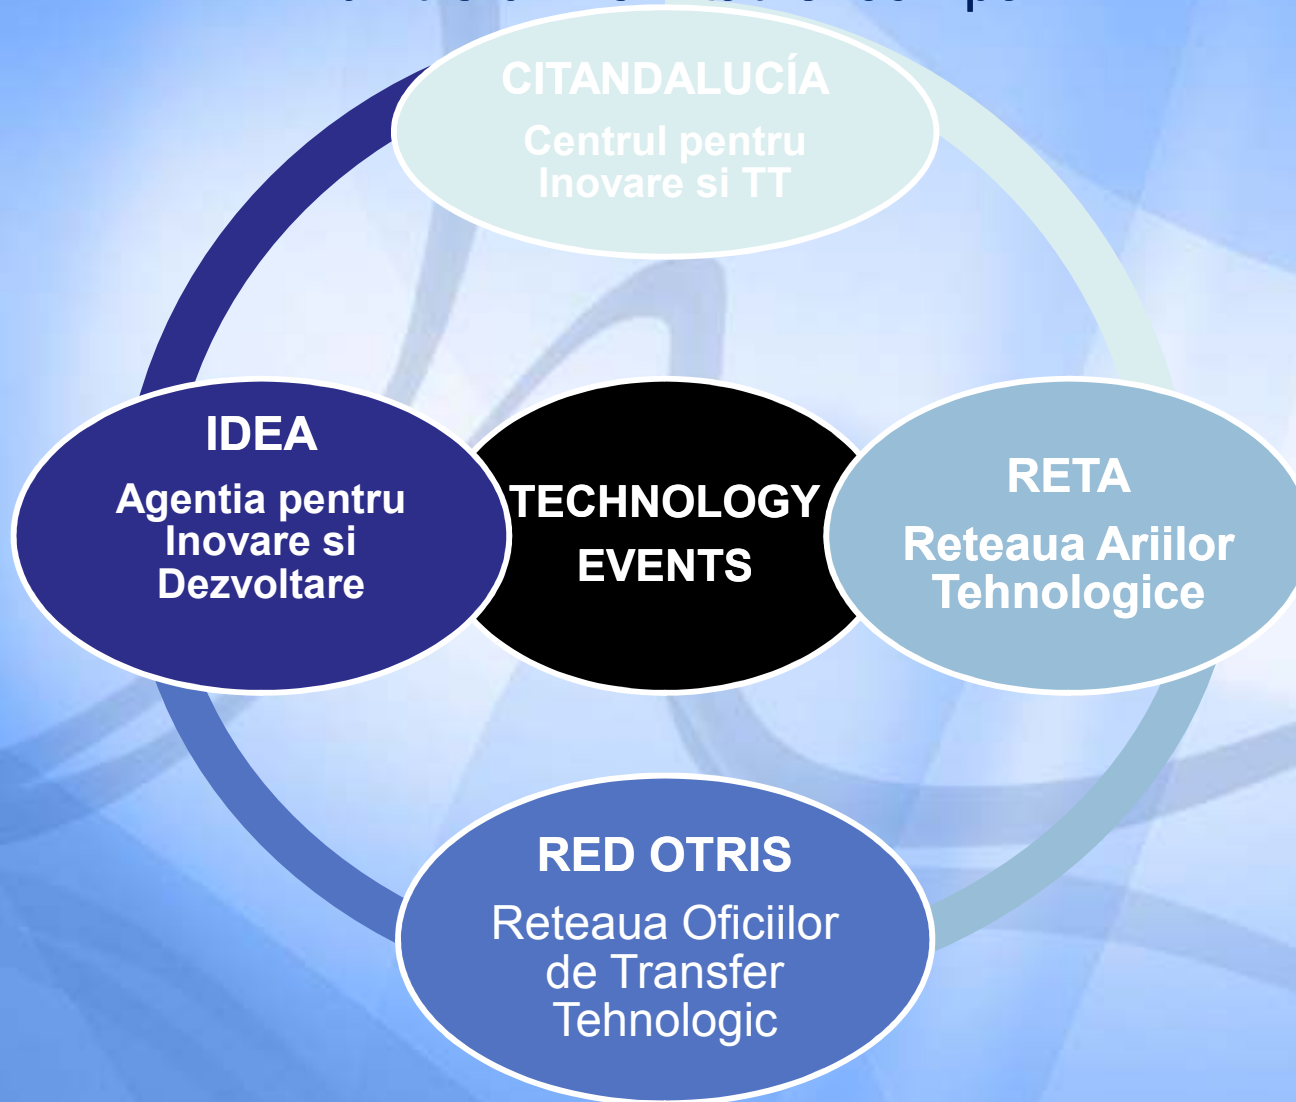 CITANDALUCÍA
Centrul pentru
Inovare si TT
IDEA
Agentia pentru
Inovare si
Dezvoltare
TECHNOLOGY
EVENTS
RETA
Reteaua Ariilor
Tehnologice
RED OTRIS
Reteaua Oficiilor
de Transfer
Tehnologic